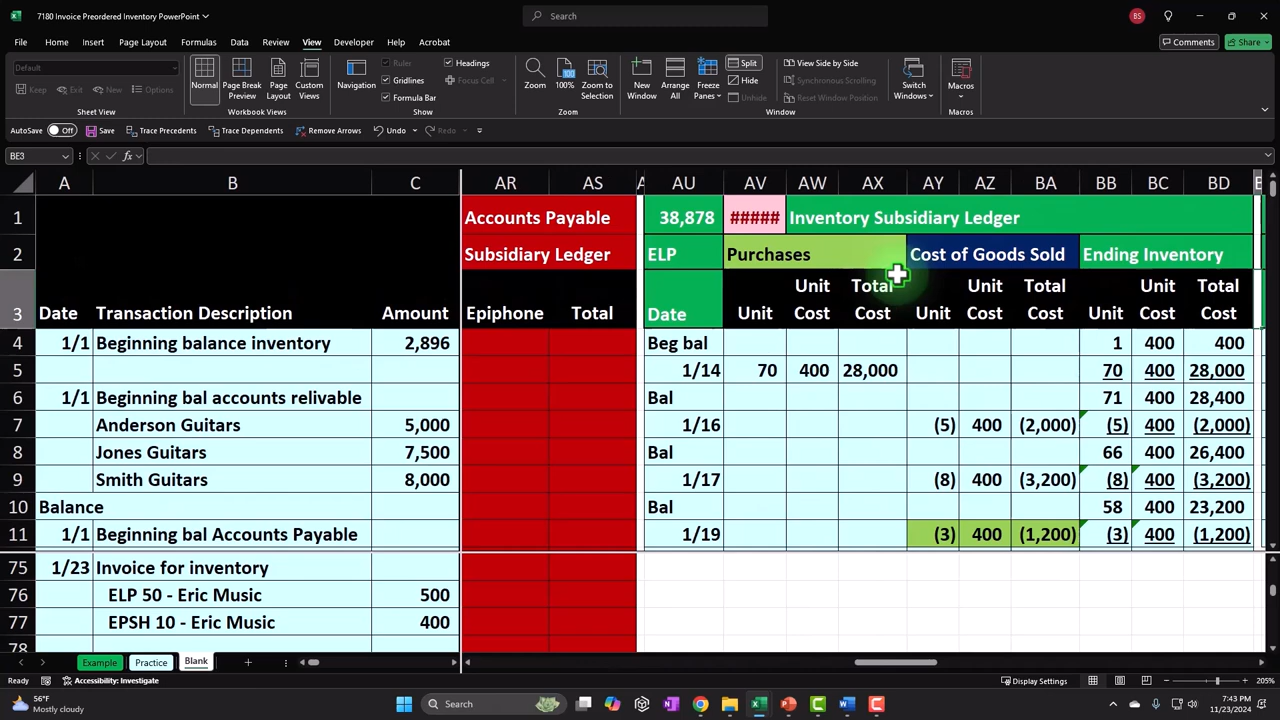 7180 Invoice Preordered Inventory PowerPoint
Search
BS
File Home Insert Page Layout Formulas Data Review View Developer Help Acrobat
Comments Share
Default
Keep Exit New Options
Sheet View
Normal Page Break Preview Page Layout Custom Views
Workbook Views
Navigation
Ruler
Gridlines
Formula Bar
Headings
Focus Cell
Show
Zoom 100% Zoom to Selection
Zoom
New Window Arrange All Freeze Panes
Split
Hide
Unhide
View Side by Side
Synchronous Scrolling
Reset Window Position
Switch Windows
Window
Macros
Macros
AutoSave Off Save Trace Precedents Trace Dependents Remove Arrows Undo Redo
BE3 fx
A B C AR AS A AU AV AW AX AY AZ BA BB BC BD
1 Accounts Payable 38,878 ##### Inventory Subsidiary Ledger
2 Subsidiary Ledger ELP Purchases Cost of Goods Sold Ending Inventory
Unit Total Unit Total Unit Total
3 Date Transaction Description Amount Epiphone Total Date Unit Cost Cost Unit Cost Cost Unit Cost Cost
4 1/1 Beginning balance inventory 2,896 Beg bal 1 400 400
5 1/14 70 400 28,000 70 400 28,000
6 1/1 Beginning bal accounts relivable Bal 71 400 28,400
7 Anderson Guitars 5,000 1/16 (5) 400 (2,000) (5) 400 (2,000)
8 Jones Guitars 7,500 Bal 66 400 26,400
9 Smith Guitars 8,000 1/17 (8) 400 (3,200) (8) 400 (3,200)
10 Balance Bal 58 400 23,200
11 1/1 Beginning bal Accounts Payable 1/19 (3) 400 (1,200) (3) 400 (1,200)
75 1/23 Invoice for inventory
76 ELP 50 - Eric Music 500
77 EPSH 10 - Eric Music 400
78
Example Practice Blank
Ready Accessibility: Investigate Display Settings 205%
56°F
Mostly cloudy
Search
7:43 PM
11/23/2024